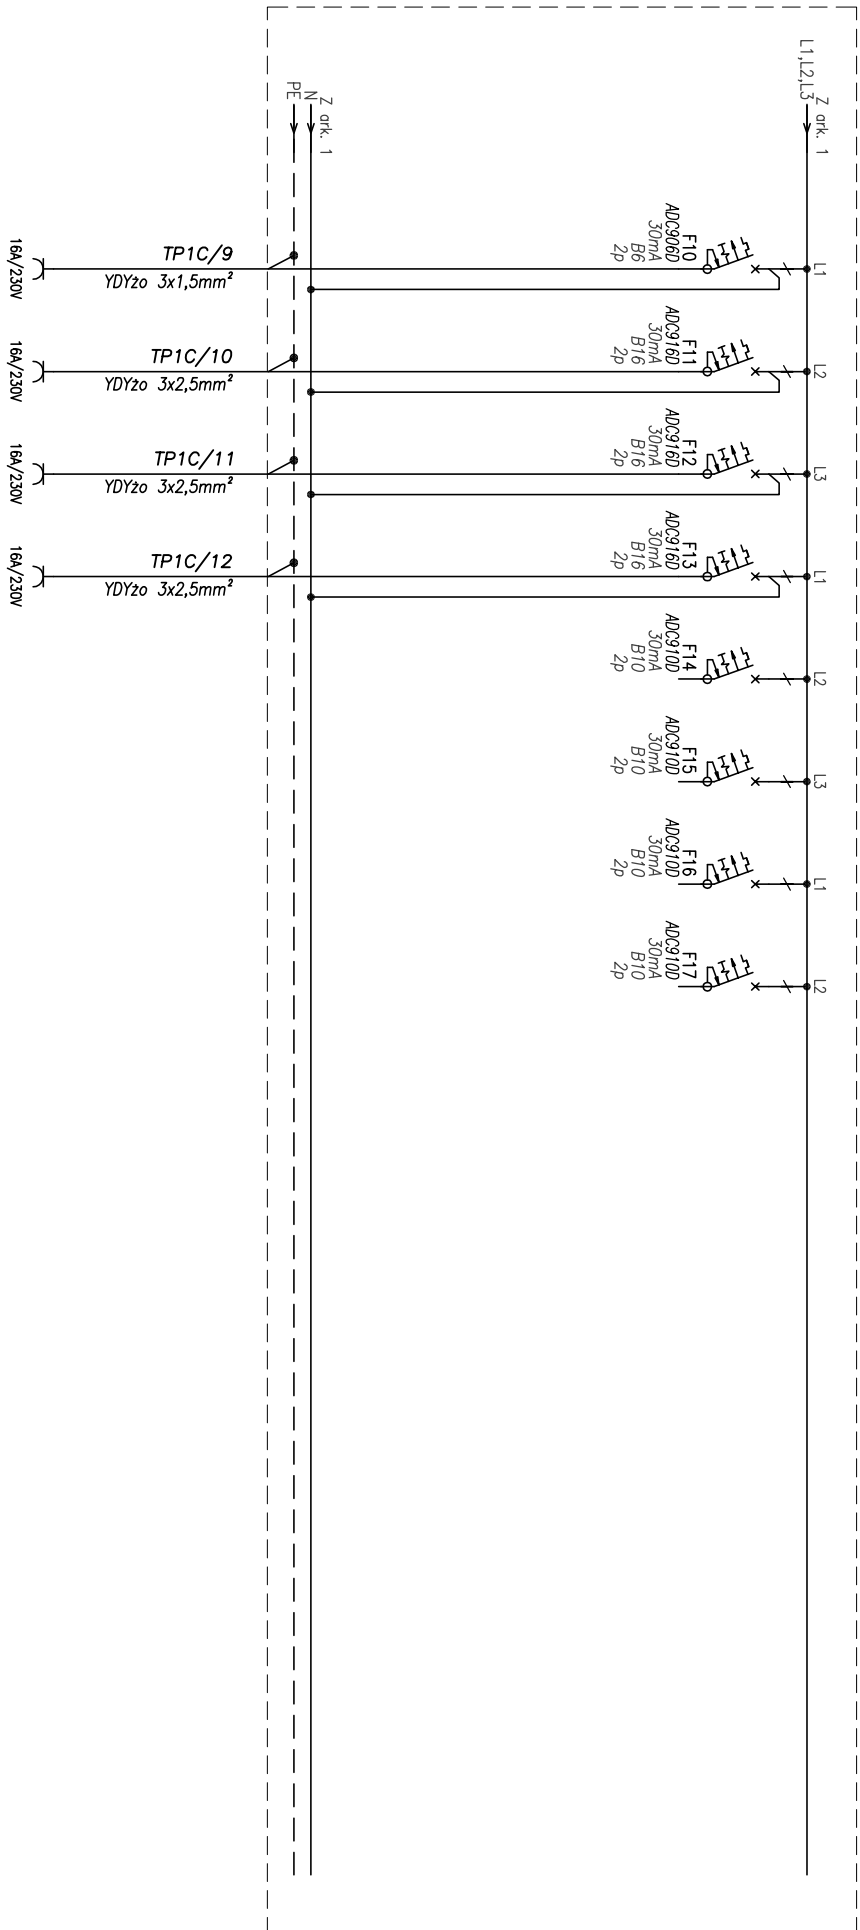 Z ark. 1
L1,L2,L3
Z ark. 1
N
PE
L1
F10
ADC906D
30mA
B6
2p
TP1C/9
YDYżo 3x1,5mm²
16A/230V
L2
F11
ADC916D
30mA
B16
2p
TP1C/10
YDYżo 3x2,5mm²
16A/230V
L3
F12
ADC916D
30mA
B16
2p
TP1C/11
YDYżo 3x2,5mm²
16A/230V
L1
F13
ADC916D
30mA
B16
2p
TP1C/12
YDYżo 3x2,5mm²
16A/230V
L2
F14
ADC910D
30mA
B10
2p
L3
F15
ADC910D
30mA
B10
2p
L1
F16
ADC910D
30mA
B10
2p
L2
F17
ADC910D
30mA
B10
2p